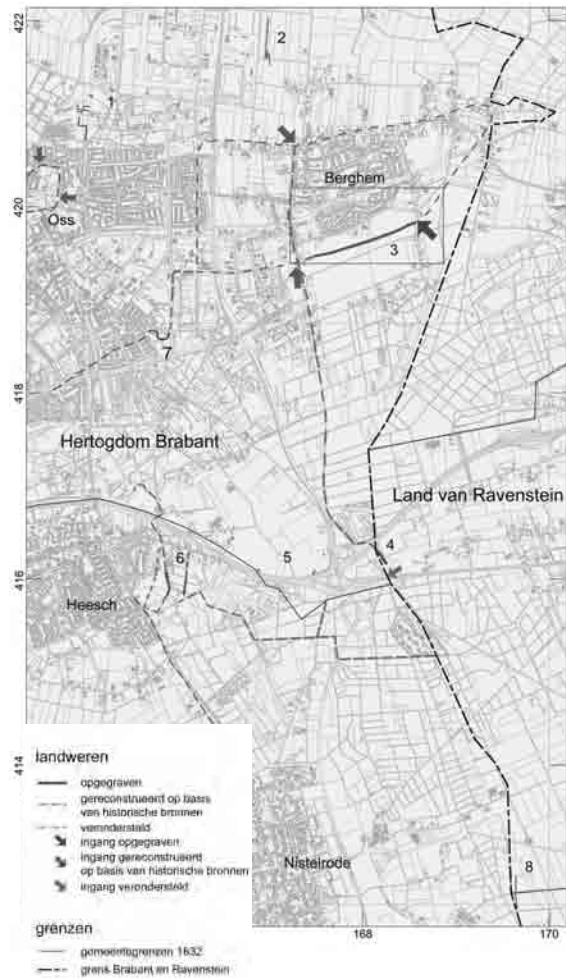 422
2
Berghem
420
Oss
3
7
418
Hertogdom Brabant
Land van Ravenstein
4
5
6
416
Heesch
414
landweren
opgegraven
gereconstrueerd op basis
van historische bronnen
verondersteld
ingang opgegraven
ingang gereconstrueerd
op basis van historische bronnen
ingang verondersteld
Nistelrode
8
grenzen
gemeentegrenzen 1632
grens Brabant en Ravenstein
168
170